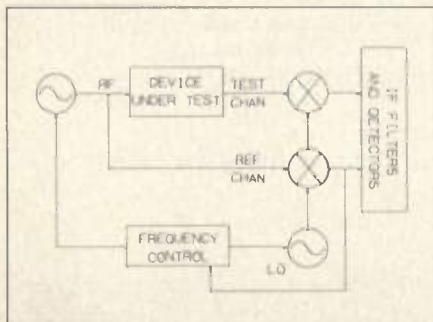 RF
DEVICE
UNDER TEST
TEST
CHAN
IF FILTERS
AND DETECTORS
REF
CHAN
FREQUENCY
CONTROL
LO